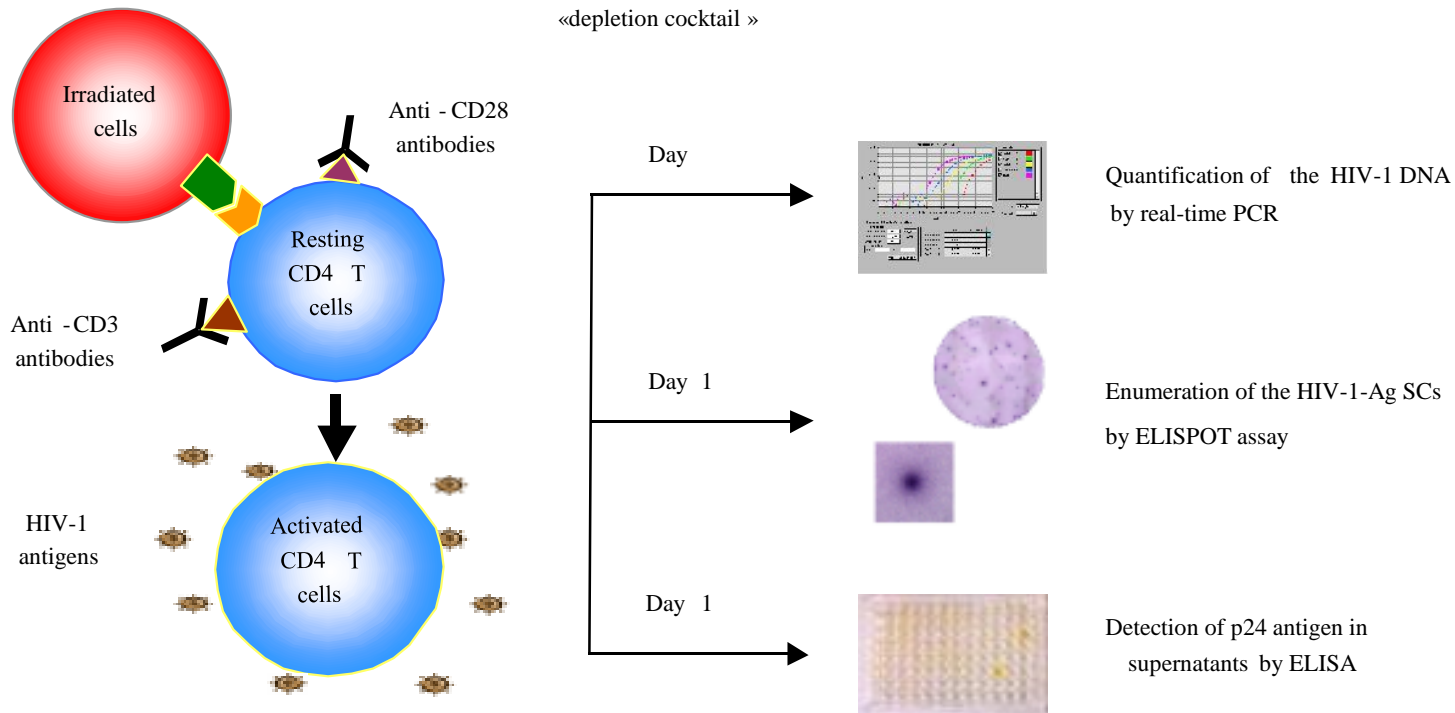 «depletion cocktail »
Irradiated
cells
Anti - CD28
antibodies
Resting
CD4 T
cells
Anti - CD3
antibodies
HIV-1
antigens
Activated
CD4 T
cells
Day
Quantification of the HIV-1 DNA
by real-time PCR
Day 1
Enumeration of the HIV-1-Ag SCs
by ELISPOT assay
Day 1
Detection of p24 antigen in
supernatants by ELISA